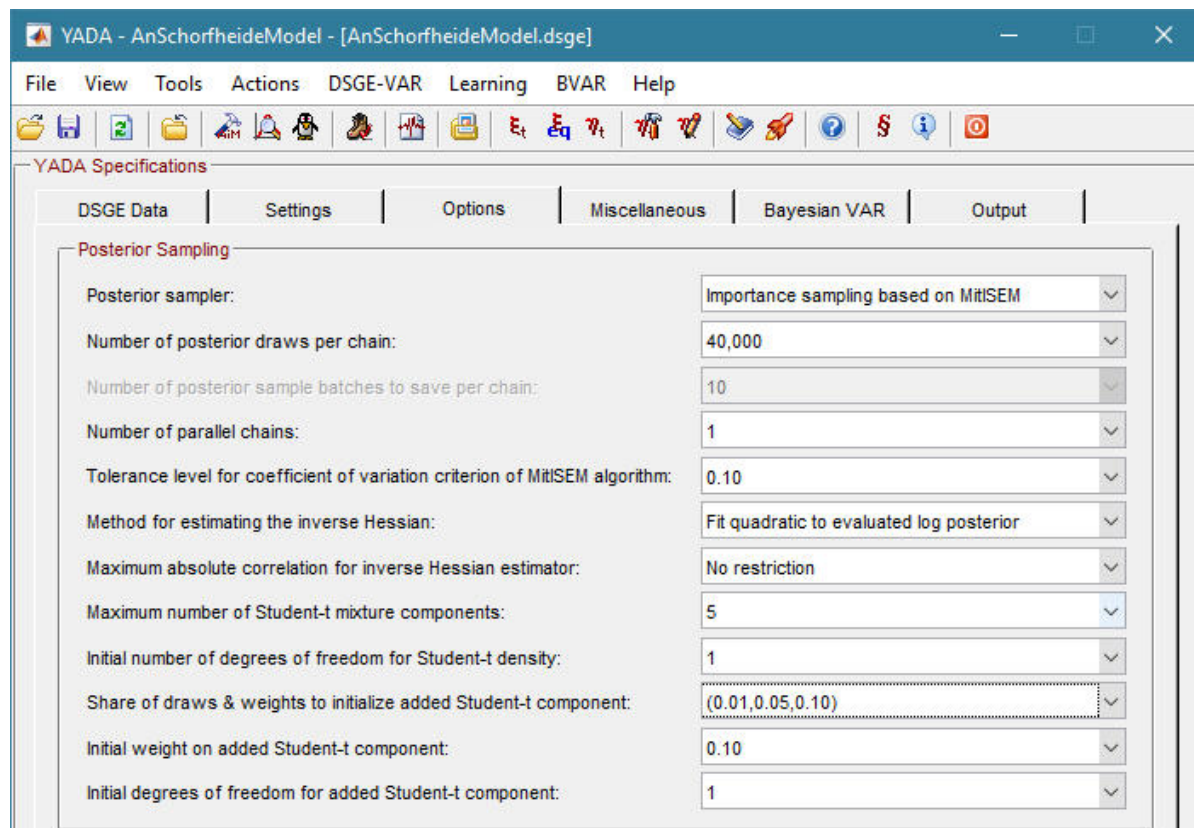 YADA - AnSchorfheideModel - [AnSchorfheideModel.dsge]
File View Tools Actions DSGE-VAR Learning BVAR Help
AiM ξt ξeq ηt § i
YADA Specifications
DSGE Data Settings Options Miscellaneous Bayesian VAR Output
Posterior Sampling
Posterior sampler: Importance sampling based on MitISEM
Number of posterior draws per chain: 40,000
Number of posterior sample batches to save per chain: 10
Number of parallel chains: 1
Tolerance level for coefficient of variation criterion of MitISEM algorithm: 0.10
Method for estimating the inverse Hessian: Fit quadratic to evaluated log posterior
Maximum absolute correlation for inverse Hessian estimator: No restriction
Maximum number of Student-t mixture components: 5
Initial number of degrees of freedom for Student-t density: 1
Share of draws & weights to initialize added Student-t component: (0.01,0.05,0.10)
Initial weight on added Student-t component: 0.10
Initial degrees of freedom for added Student-t component: 1